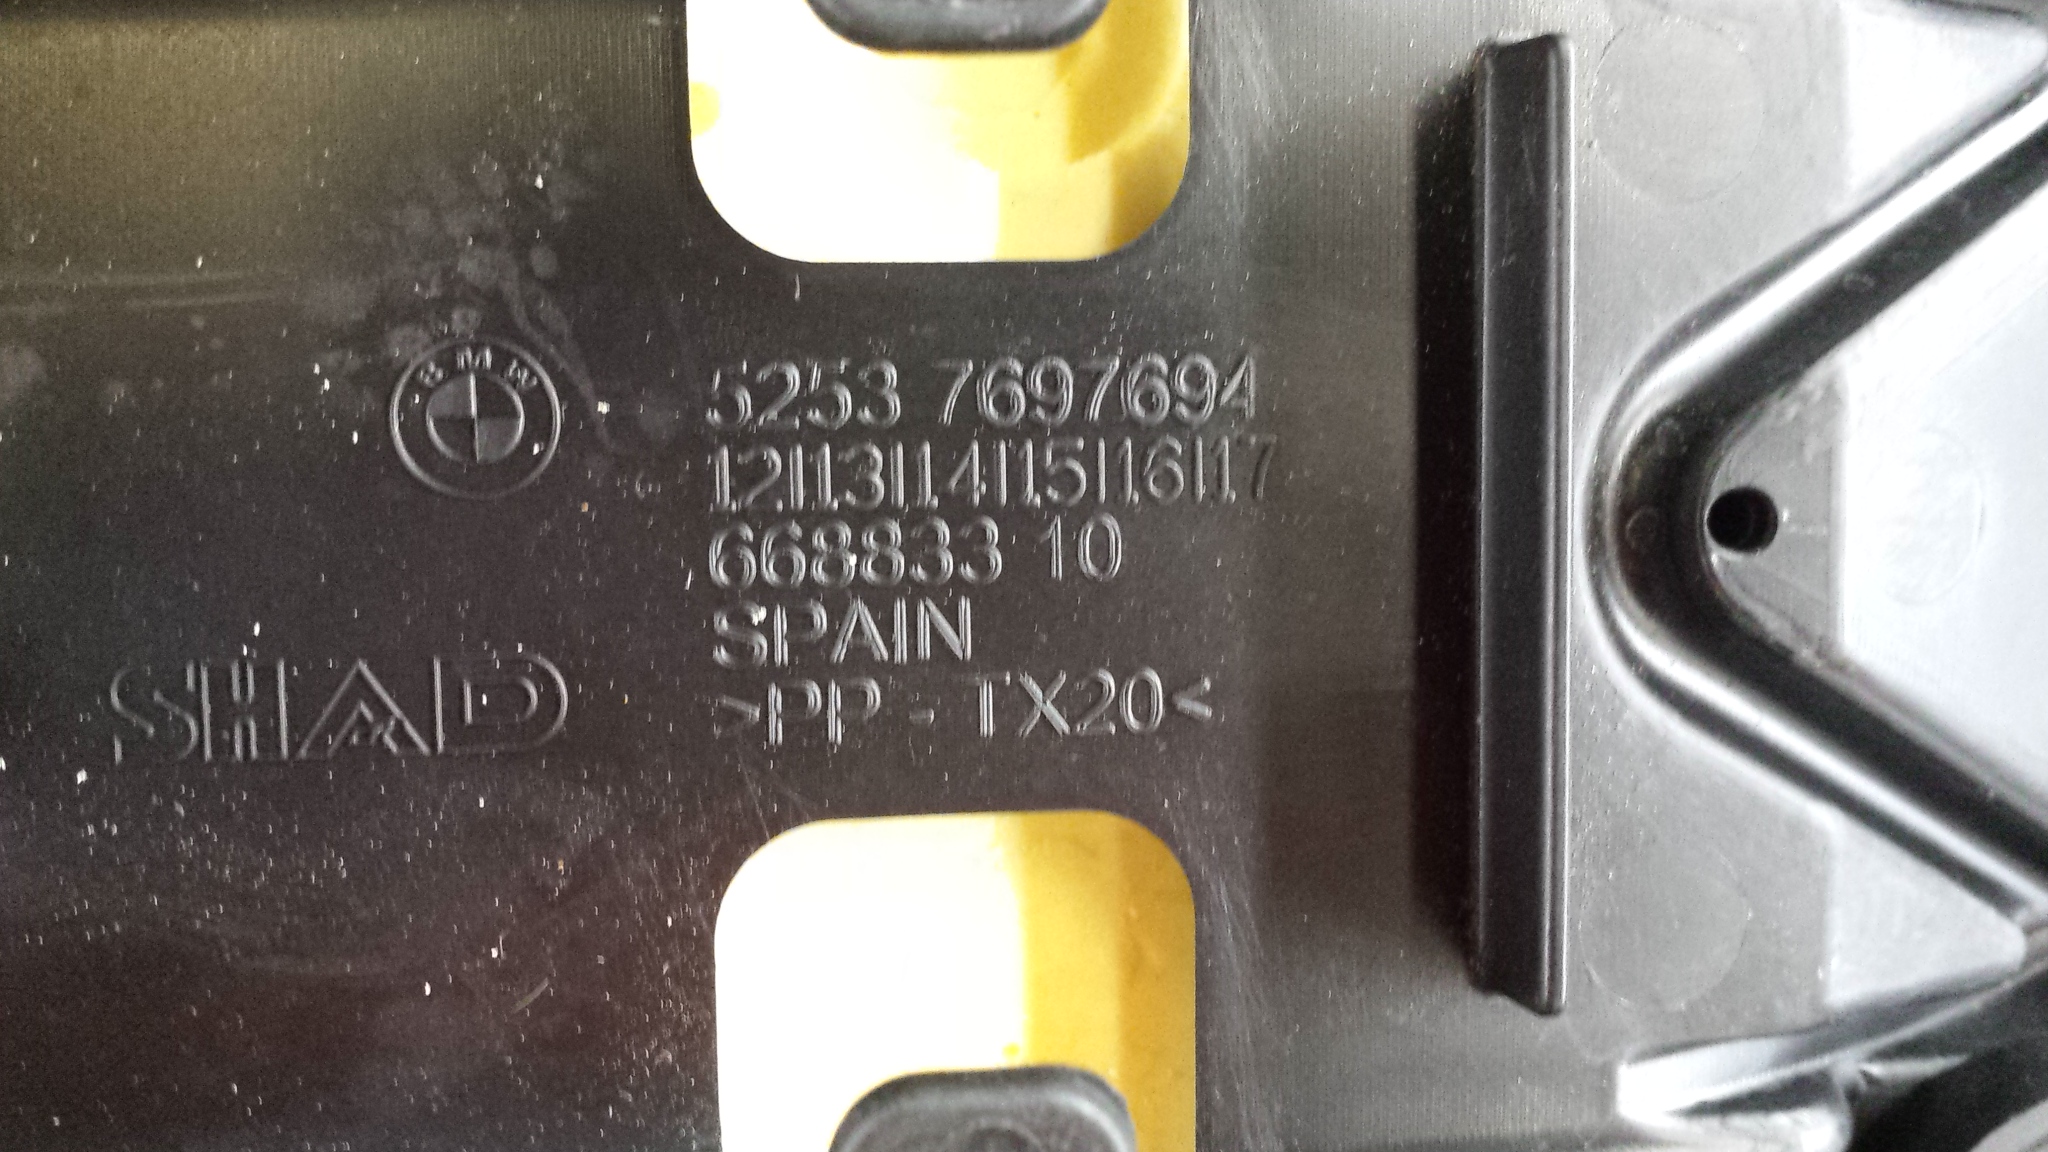 BMW
5253 7697694
12|13|14|15|16|17
668833 10
SPAIN
SHAD
>PP - TX20<